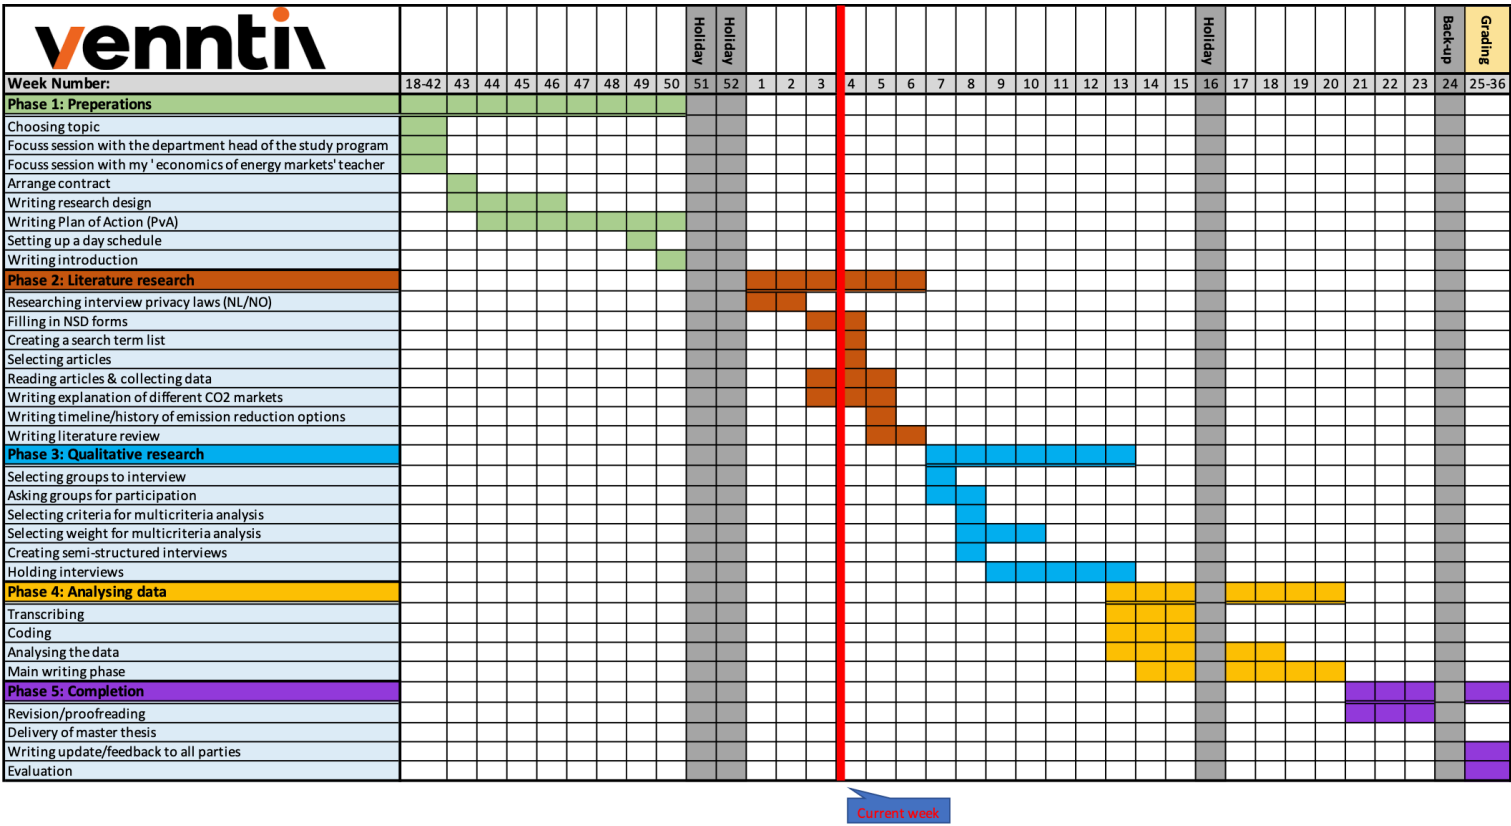 venntiv
Holiday
Holiday
Holiday
Back-up
Grading
Week Number: 18-42 43 44 45 46 47 48 49 50 51 52 1 2 3 4 5 6 7 8 9 10 11 12 13 14 15 16 17 18 19 20 21 22 23 24 25-36
Phase 1: Preperations
Choosing topic
Focuss session with the department head of the study program
Focuss session with my 'economics of energy markets' teacher
Arrange contract
Writing research design
Writing Plan of Action (PvA)
Setting up a day schedule
Writing introduction
Phase 2: Literature research
Researching interview privacy laws (NL/NO)
Filling in NSD forms
Creating a search term list
Selecting articles
Reading articles & collecting data
Writing explanation of different CO2 markets
Writing timeline/history of emission reduction options
Writing literature review
Phase 3: Qualitative research
Selecting groups to interview
Asking groups for participation
Selecting criteria for multicriteria analysis
Selecting weight for multicriteria analysis
Creating semi-structured interviews
Holding interviews
Phase 4: Analysing data
Transcribing
Coding
Analysing the data
Main writing phase
Phase 5: Completion
Revision/proofreading
Delivery of master thesis
Writing update/feedback to all parties
Evaluation
Current week